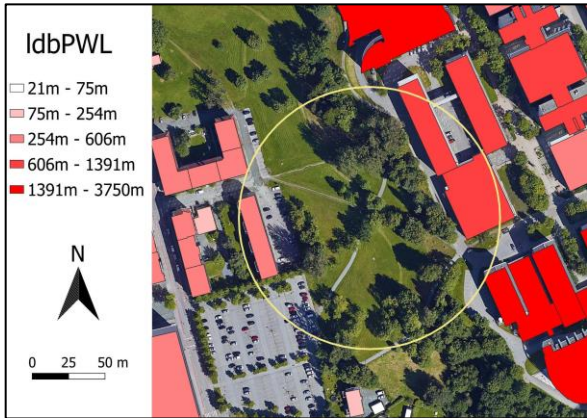 ldbPWL
21m - 75m
75m - 254m
254m - 606m
606m - 1391m
1391m - 3750m
N
0 25 50 m